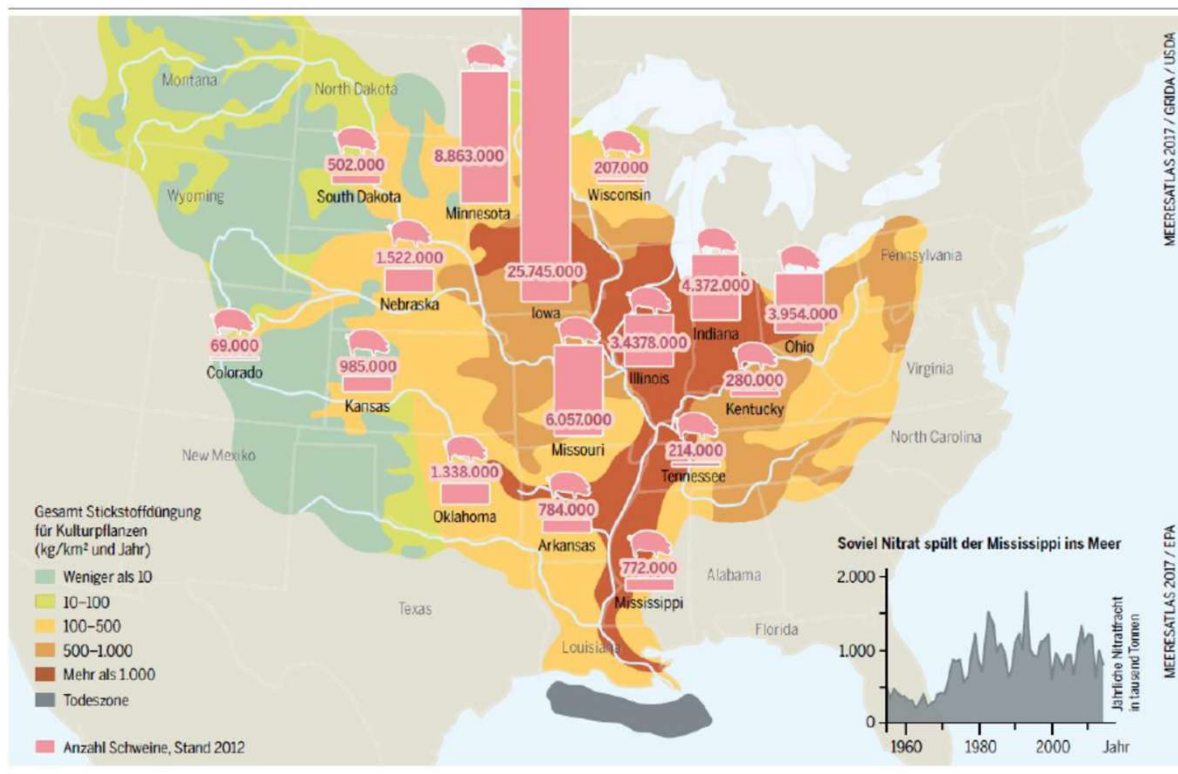 Montana
North Dakota
8.863.000
Minnesota
502.000
South Dakota
207.000
Wisconsin
Wyoming
1.522.000
Nebraska
25.745.000
Iowa
4.372.000
Indiana
3.954.000
Ohio
Pennsylvania
69.000
Colorado
985.000
Kansas
3.4378.000
Illinois
280.000
Kentucky
Virginia
6.057.000
Missouri
214.000
Tennessee
North Carolina
New Mexiko
1.338.000
Oklahoma
784.000
Arkansas
772.000
Mississippi
Alabama
Texas
Louisiana
Florida
Gesamt Stickstoffdüngung
für Kulturpflanzen
(kg/km² und Jahr)
Weniger als 10
10–100
100–500
500–1.000
Mehr als 1.000
Todeszone
Anzahl Schweine, Stand 2012
Soviel Nitrat spült der Mississippi ins Meer
2.000
1.000
0
1960
1980
2000
Jahr
Jährliche Nitratfracht
in tausend Tonnen
MEERESATLAS 2017 / GRIDA / USDA
MEERESATLAS 2017 / EPA